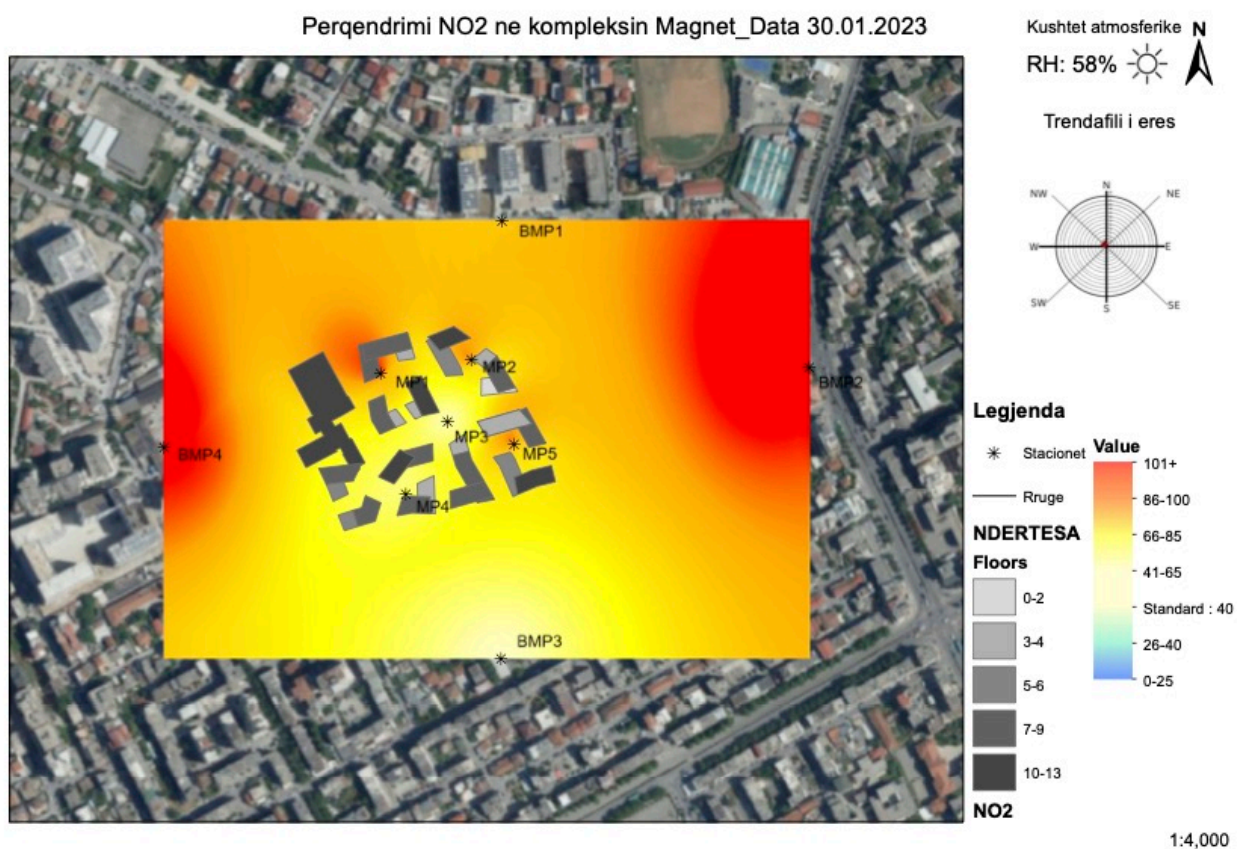 Perqendrimi NO2 ne kompleksin Magnet_Data 30.01.2023
Kushtet atmosferike
N
RH: 58%
Trendafili i eres
N
NW
NE
W
E
SW
SE
S
BMP1
BMP2
MP2
MP1
MP3
MP5
BMP4
MP4
BMP3
Legjenda
Stacionet
Rruge
NDERTESA
Floors
0-2
3-4
5-6
7-9
10-13
NO2
Value
101+
86-100
66-85
41-65
Standard : 40
26-40
0-25
1:4,000